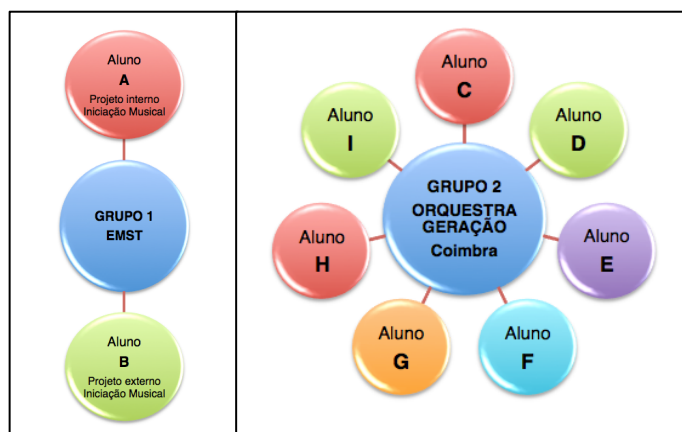 Aluno
A
Projeto interno
Iniciação Musical
GRUPO 1
EMST
Aluno
B
Projeto externo
Iniciação Musical
Aluno
C
Aluno
D
Aluno
E
Aluno
F
Aluno
G
Aluno
H
Aluno
I
GRUPO 2
ORQUESTRA
GERAÇÃO
Coimbra